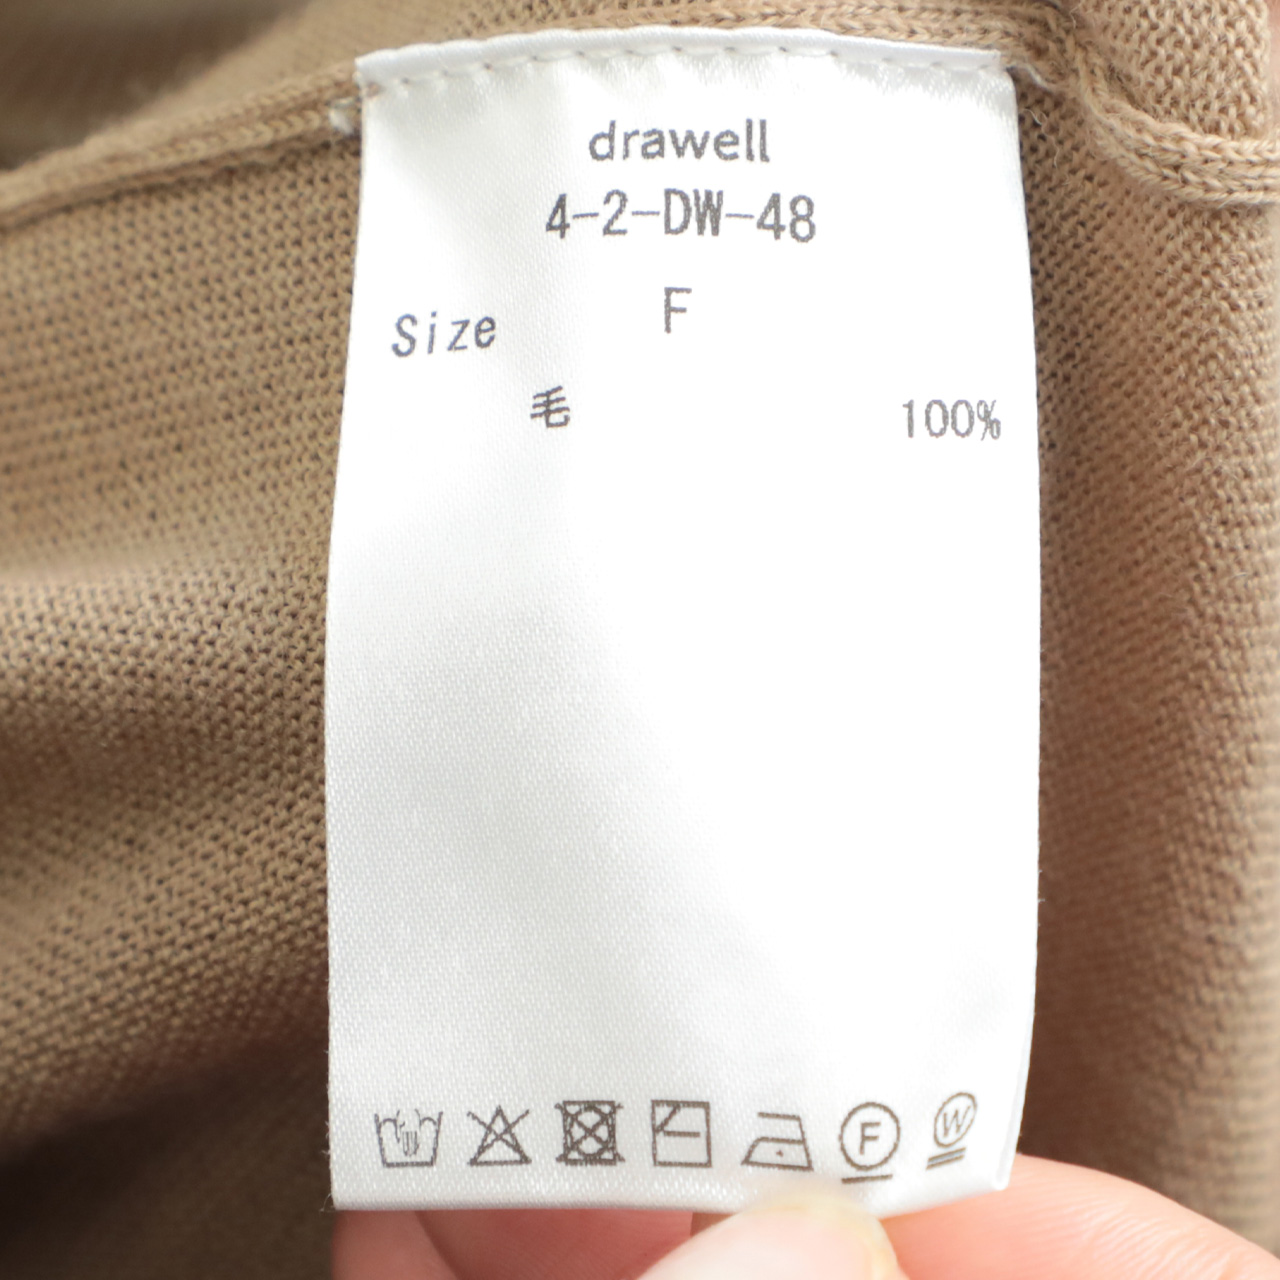 drawell
4-2-DW-48
Size F
毛 100%
F W